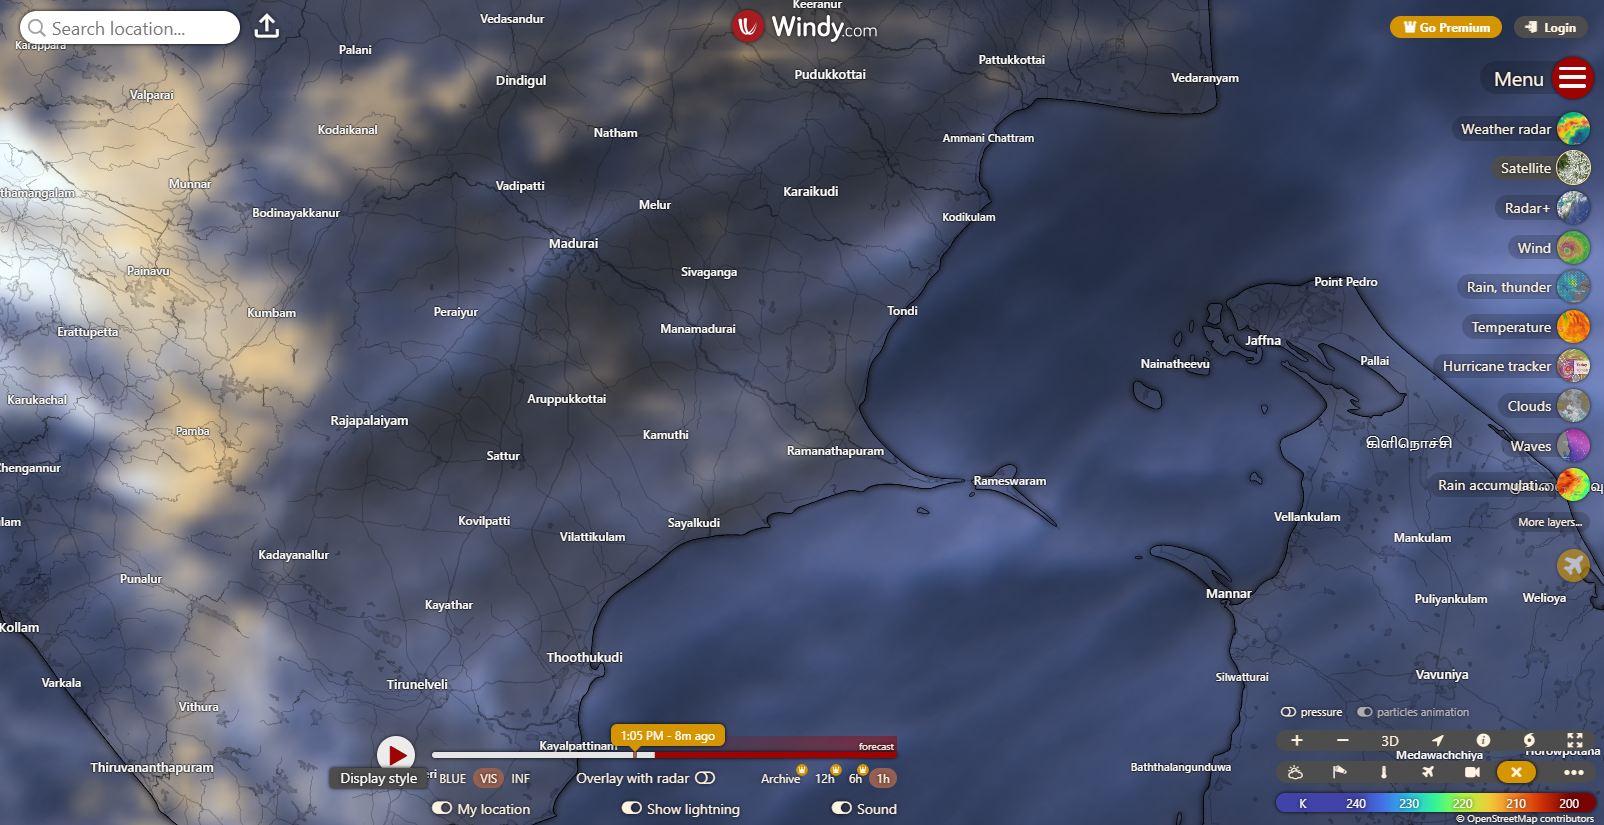 Search location...
Windy.com
Go Premium
Login
Menu
Weather radar
Satellite
Radar+
Wind
Rain, thunder
Temperature
Hurricane tracker
Clouds
Waves
Rain accumulati
More layers...
Keeranur
Vedasandur
Karappara
Palani
Pattukkottai
Dindigul
Pudukkottai
Vedaranyam
Valparai
Kodaikanal
Natham
Ammani Chattram
Munnar
Vadipatti
Karaikudi
thamangalam
Melur
Bodinayakkanur
Kodikulam
Madurai
Painavu
Sivaganga
Point Pedro
Kumbam
Peraiyur
Tondi
Erattupetta
Manamadurai
Jaffna
Nainatheevu
Pallai
Karukachal
Aruppukkottai
Rajapalaiyam
Pamba
Kamuthi
கிளிநொச்சி
Sattur
Ramanathapuram
Chengannur
Rameswaram
Kovilpatti
Sayalkudi
Vellankulam
lam
Vilattikulam
Mankulam
Kadayanallur
Punalur
Mannar
Puliyankulam
Welioya
Kayathar
Kollam
Thoothukudi
Vavuniya
Silwatturai
Varkala
Tirunelveli
Vithura
Kayalpattinam
Thiruvananthapuram
Baththalangunduwa
Medawachchiya
Horowpotana
1:05 PM - 8m ago
forecast
Display style
BLUE VIS INF
Overlay with radar
Archive 12h 6h 1h
My location
Show lightning
Sound
pressure
particles animation
3D
K 240 230 220 210 200
© OpenStreetMap contributors